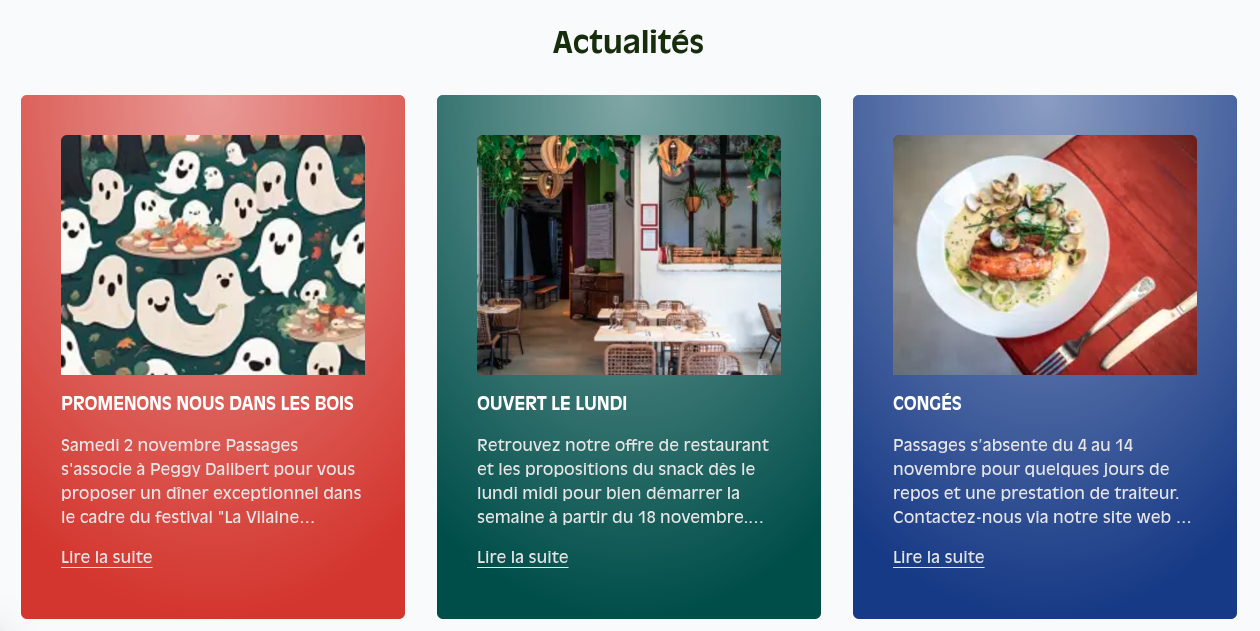 Actualités
PROMENONS NOUS DANS LES BOIS
Samedi 2 novembre Passages
s'associe à Peggy Dalibert pour vous
proposer un dîner exceptionnel dans
le cadre du festival "La Vilaine...
Lire la suite
OUVERT LE LUNDI
Retrouvez notre offre de restaurant
et les propositions du snack dès le
lundi midi pour bien démarrer la
semaine à partir du 18 novembre....
Lire la suite
CONGÉS
Passages s’absente du 4 au 14
novembre pour quelques jours de
repos et une prestation de traiteur.
Contactez-nous via notre site web ...
Lire la suite